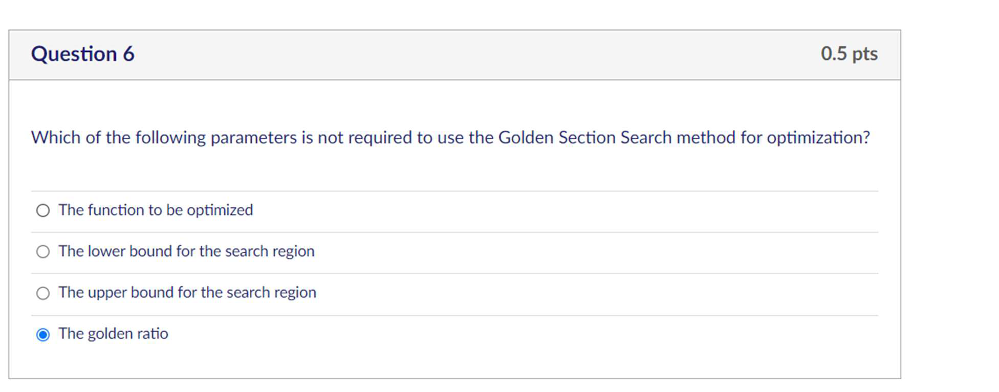 Question 6
0.5 pts
Which of the following parameters is not required to use the Golden Section Search method for optimization?
The function to be optimized
The lower bound for the search region
The upper bound for the search region
The golden ratio